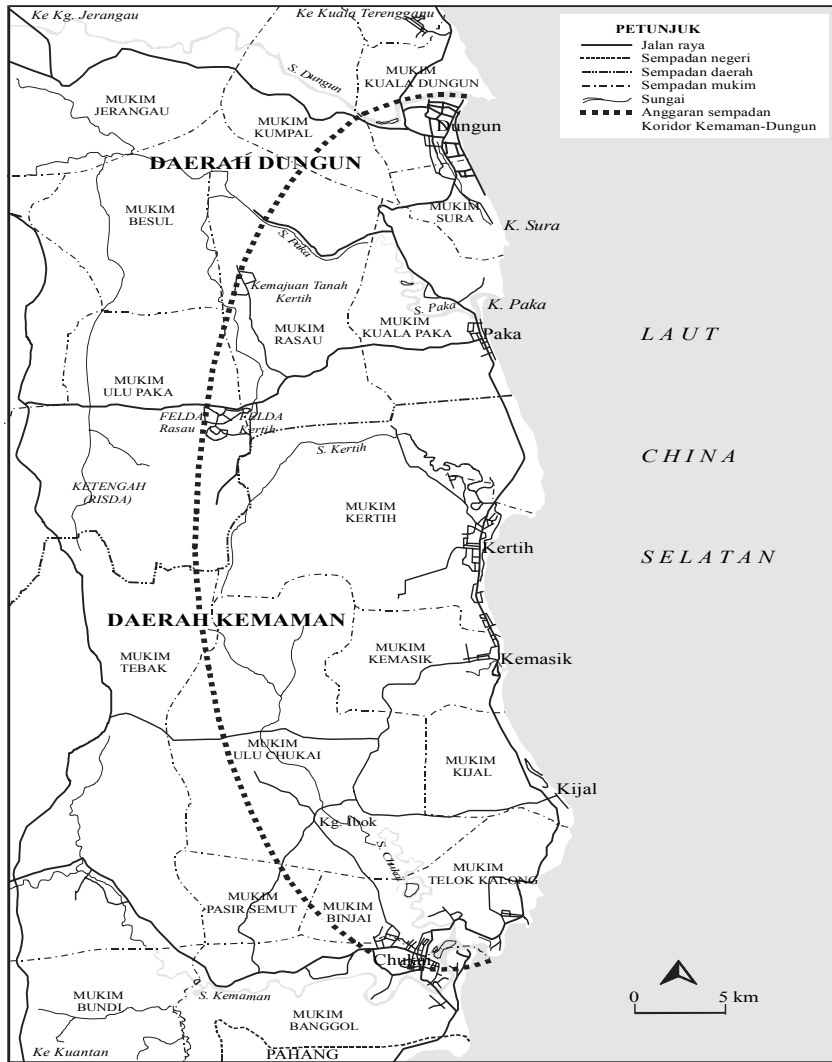 Ke Kg. Jerangau
Ke Kuala Terengganu
PETUNJUK
Jalan raya
Sempadan negeri
Sempadan daerah
Sempadan mukim
Sungai
Anggaran sempadan
Koridor Kemaman-Dungun
S. Dungun
MUKIM
KUALA DUNGUN
MUKIM
JERANGAU
MUKIM
KUMPAL
Dungun
DAERAH DUNGUN
MUKIM
BESUL
MUKIM
SURA
K. Sura
S. Paka
Kemajuan Tanah
Kertih
S. Paka
K. Paka
MUKIM
RASAU
MUKIM
KUALA PAKA
Paka
LAUT
MUKIM
ULU PAKA
FELDA
Rasau
FELDA
Kertih
S. Kertih
CHINA
KETENGAH
(RISDA)
MUKIM
KERTIH
Kertih
SELATAN
DAERAH KEMAMAN
MUKIM
TEBAK
MUKIM
KEMASIK
Kemasik
MUKIM
ULU CHUKAI
MUKIM
KIJAL
Kijal
Kg. Ibok
S. Chukai
MUKIM
TELOK KALONG
MUKIM
PASIR SEMUT
MUKIM
BINJAI
Chukai
MUKIM
BUNDI
S. Kemaman
MUKIM
BANGGOL
0 5 km
Ke Kuantan
PAHANG